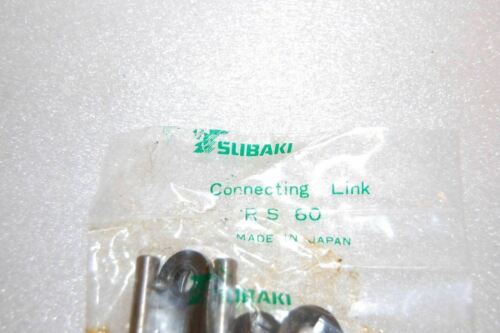 TSUBAKI
Connecting Link
RS 60
MADE IN JAPAN
TSUBAKI